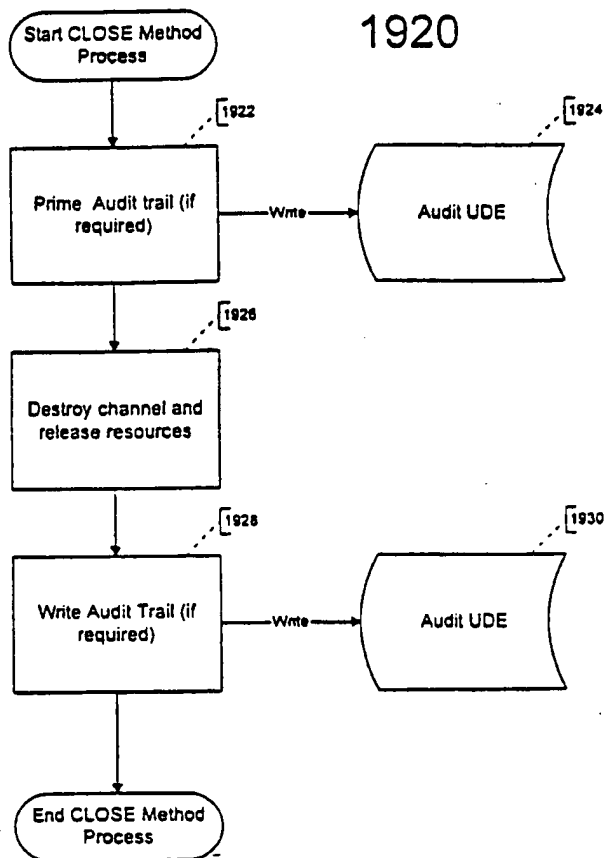 Start CLOSE Method
Process
1920
1922
1924
Prime Audit trail (if
required)
Write
Audit UDE
1926
Destroy channel and
release resources
1928
1930
Write Audit Trail (if
required)
Write
Audit UDE
End CLOSE Method
Process